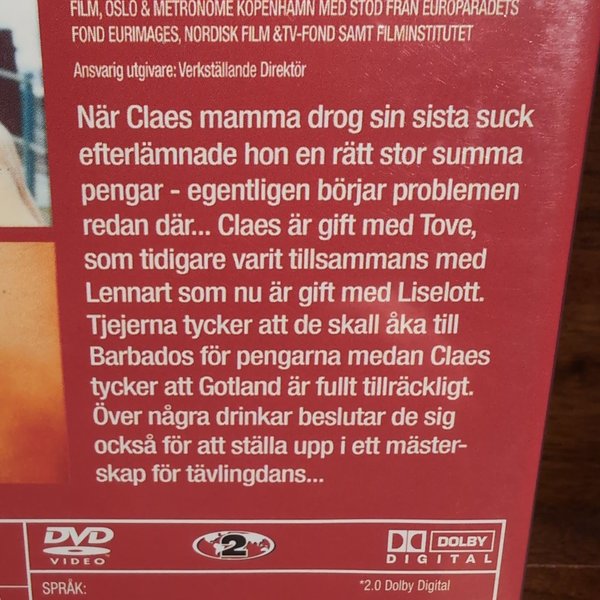 FILM, OSLO & METRONOME KÖPENHAMN MED STÖD FRÅN EUROPARÅDETS
FOND EURIMAGES, NORDISK FILM &TV-FOND SAMT FILMINSTITUTET
Ansvarig utgivare: Verkställande Direktör
När Claes mamma drog sin sista suck
efterlämnade hon en rätt stor summa
pengar - egentligen börjar problemen
redan där... Claes är gift med Tove,
som tidigare varit tillsammans med
Lennart som nu är gift med Liselott.
Tjejerna tycker att de skall åka till
Barbados för pengarna medan Claes
tycker att Gotland är fullt tillräckligt.
Över några drinkar beslutar de sig
också för att ställa upp i ett mäster-
skap för tävlingdans...
DVD
VIDEO
2
DOLBY
DIGITAL
SPRÅK:
*2.0 Dolby Digital